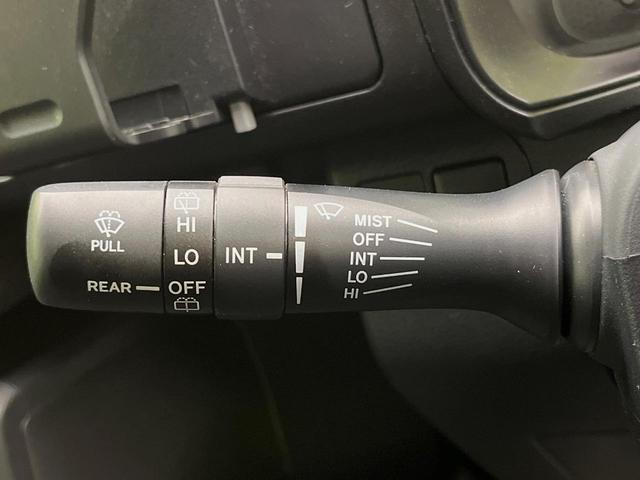 PULL
REAR
HI
LO
OFF
INT
MIST
OFF
INT
LO
HI